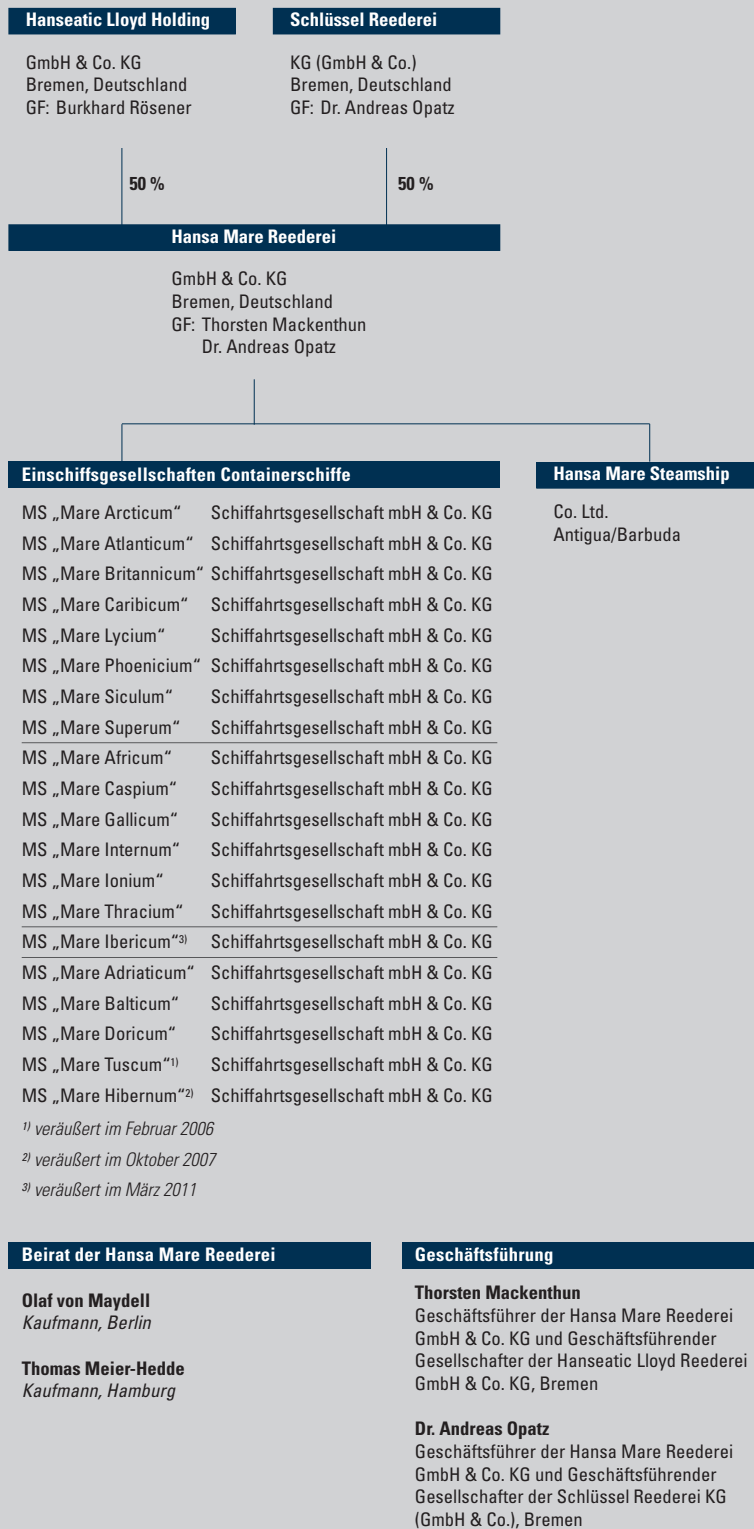 Hanseatic Lloyd Holding
GmbH & Co. KG
Bremen, Deutschland
GF: Burkhard Rösener
Schlüssel Reederei
KG (GmbH & Co.)
Bremen, Deutschland
GF: Dr. Andreas Opatz
50 %
50 %
Hansa Mare Reederei
GmbH & Co. KG
Bremen, Deutschland
GF: Thorsten Mackenthun
Dr. Andreas Opatz
Einschiffsgesellschaften Containerschiffe
MS „Mare Arcticum“ Schiffahrtsgesellschaft mbH & Co. KG
MS „Mare Atlanticum“ Schiffahrtsgesellschaft mbH & Co. KG
MS „Mare Britannicum“ Schiffahrtsgesellschaft mbH & Co. KG
MS „Mare Caribicum“ Schiffahrtsgesellschaft mbH & Co. KG
MS „Mare Lycium“ Schiffahrtsgesellschaft mbH & Co. KG
MS „Mare Phoenicium“ Schiffahrtsgesellschaft mbH & Co. KG
MS „Mare Siculum“ Schiffahrtsgesellschaft mbH & Co. KG
MS „Mare Superum“ Schiffahrtsgesellschaft mbH & Co. KG
MS „Mare Africum“ Schiffahrtsgesellschaft mbH & Co. KG
MS „Mare Caspium“ Schiffahrtsgesellschaft mbH & Co. KG
MS „Mare Gallicum“ Schiffahrtsgesellschaft mbH & Co. KG
MS „Mare Internum“ Schiffahrtsgesellschaft mbH & Co. KG
MS „Mare Ionium“ Schiffahrtsgesellschaft mbH & Co. KG
MS „Mare Thracium“ Schiffahrtsgesellschaft mbH & Co. KG
MS „Mare Ibericum“3) Schiffahrtsgesellschaft mbH & Co. KG
MS „Mare Adriaticum“ Schiffahrtsgesellschaft mbH & Co. KG
MS „Mare Balticum“ Schiffahrtsgesellschaft mbH & Co. KG
MS „Mare Doricum“ Schiffahrtsgesellschaft mbH & Co. KG
MS „Mare Tuscum“1) Schiffahrtsgesellschaft mbH & Co. KG
MS „Mare Hibernum“2) Schiffahrtsgesellschaft mbH & Co. KG
1) veräußert im Februar 2006
2) veräußert im Oktober 2007
3) veräußert im März 2011
Hansa Mare Steamship
Co. Ltd.
Antigua/Barbuda
Beirat der Hansa Mare Reederei
Olaf von Maydell
Kaufmann, Berlin
Thomas Meier-Hedde
Kaufmann, Hamburg
Geschäftsführung
Thorsten Mackenthun
Geschäftsführer der Hansa Mare Reederei
GmbH & Co. KG und Geschäftsführender
Gesellschafter der Hanseatic Lloyd Reederei
GmbH & Co. KG, Bremen
Dr. Andreas Opatz
Geschäftsführer der Hansa Mare Reederei
GmbH & Co. KG und Geschäftsführender
Gesellschafter der Schlüssel Reederei KG
(GmbH & Co.), Bremen